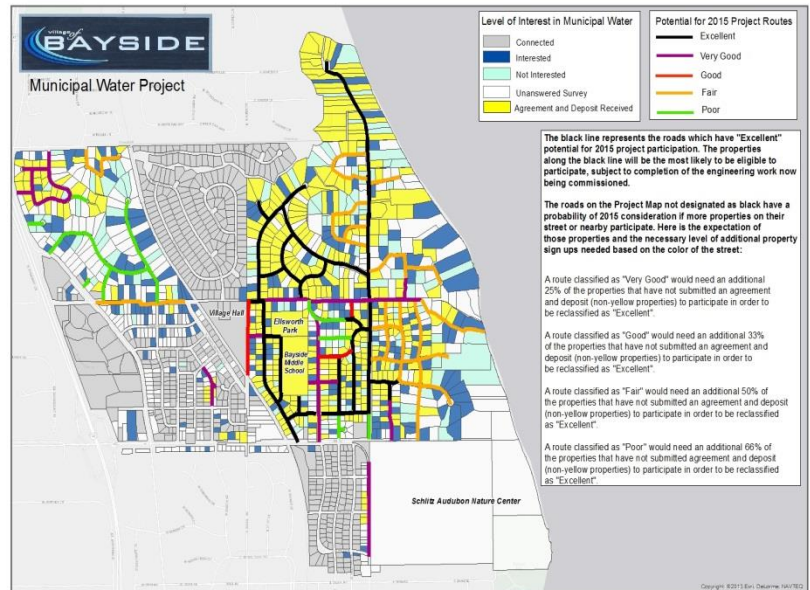 village of
BAYSIDE
Municipal Water Project
Level of Interest in Municipal Water
Connected
Interested
Not Interested
Unanswered Survey
Agreement and Deposit Received
Potential for 2015 Project Routes
Excellent
Very Good
Good
Fair
Poor
The black line represents the roads which have "Excellent"
potential for 2015 project participation. The properties
along the black line will be the most likely to be eligible to
participate, subject to completion of the engineering work now
being commissioned.
The roads on the Project Map not designated as black have a
probability of 2015 consideration if more properties on their
street or nearby participate. Here is the expectation of
those properties and the necessary level of additional property
sign ups needed based on the color of the street:
A route classified as "Very Good" would need an additional
25% of the properties that have not submitted an agreement
and deposit (non-yellow properties) to participate in order to
be reclassified as "Excellent".
A route classified as "Good" would need an additional 33%
of the properties that have not submitted an agreement and
deposit (non-yellow properties) to participate in order to
be reclassified as "Excellent".
A route classified as "Fair" would need an additional 50% of
the properties that have not submitted an agreement and deposit
(non-yellow properties) to participate in order to be reclassified
as "Excellent".
A route classified as "Poor" would need an additional 66% of
the properties that have not submitted an agreement and deposit
(non-yellow properties) to participate in order to be reclassified
as "Excellent".
Village Hall
Ellsworth
Park
Bayside
Middle
School
Schlitz Audubon Nature Center
Copyright: ©2013 Esri, DeLorme, NAVTEQ